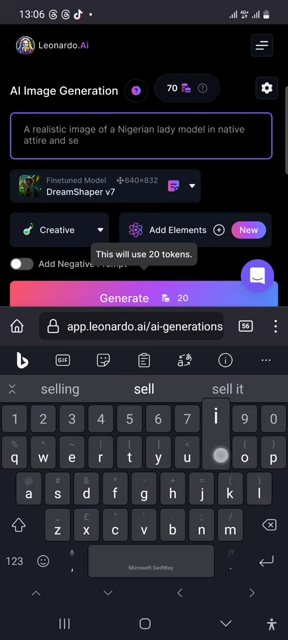 13:06
4G
Leonardo.Ai
AI Image Generation ? 70 ?
A realistic image of a Nigerian lady model in native
attire and se
Finetuned Model 640×832
DreamShaper v7
Creative Add Elements New
This will use 20 tokens.
Add Negative Prompt
Generate 20
app.leonardo.ai/ai-generations 56
GIF
selling sell sell it
1 2 3 4 5 6 7 i 9 0
q w e r t y u o p
a s d f g h j k l
z x c v b n m
123 , Microsoft SwiftKey .